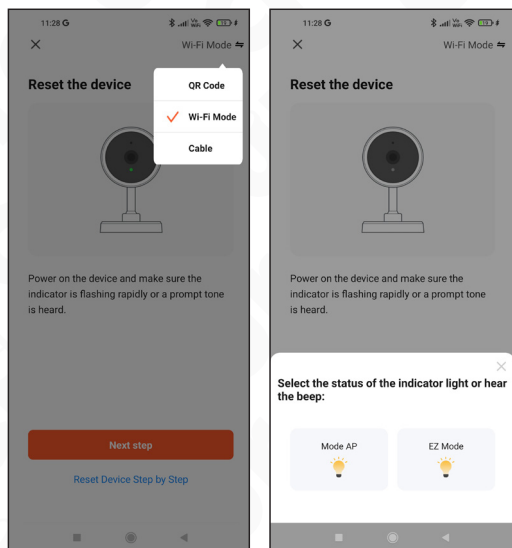 11:28 G
Wi-Fi Mode
Reset the device
QR Code
Wi-Fi Mode
Cable
Power on the device and make sure the
indicator is flashing rapidly or a prompt tone
is heard.
Next step
Reset Device Step by Step
11:28 G
Wi-Fi Mode
Reset the device
Power on the device and make sure the
indicator is flashing rapidly or a prompt tone
is heard.
Select the status of the indicator light or hear
the beep:
Mode AP
EZ Mode